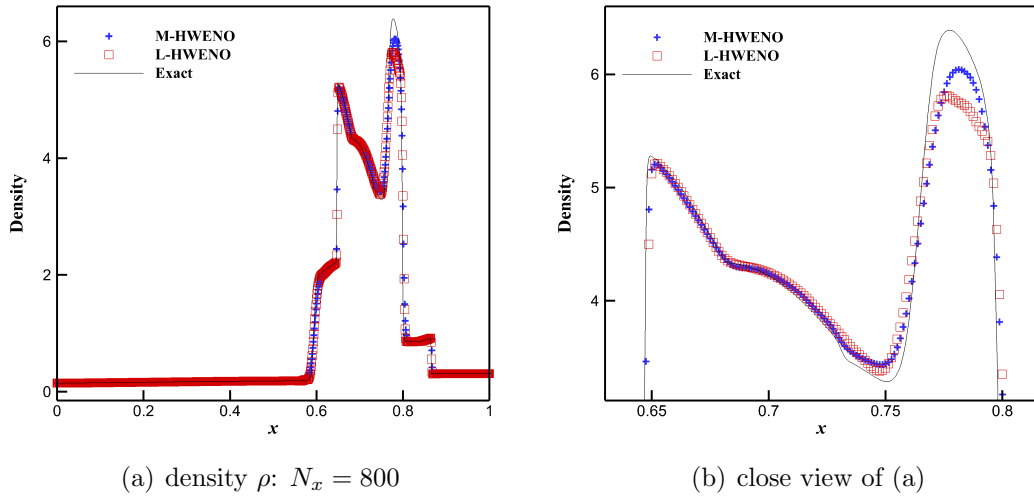 M-HWENO
L-HWENO
Exact
Density
6
4
2
0
0
0.2
0.4
0.6
0.8
1
x
(a) density ρ: Nₓ = 800
M-HWENO
L-HWENO
Exact
Density
6
5
4
0.65
0.7
0.75
0.8
x
(b) close view of (a)